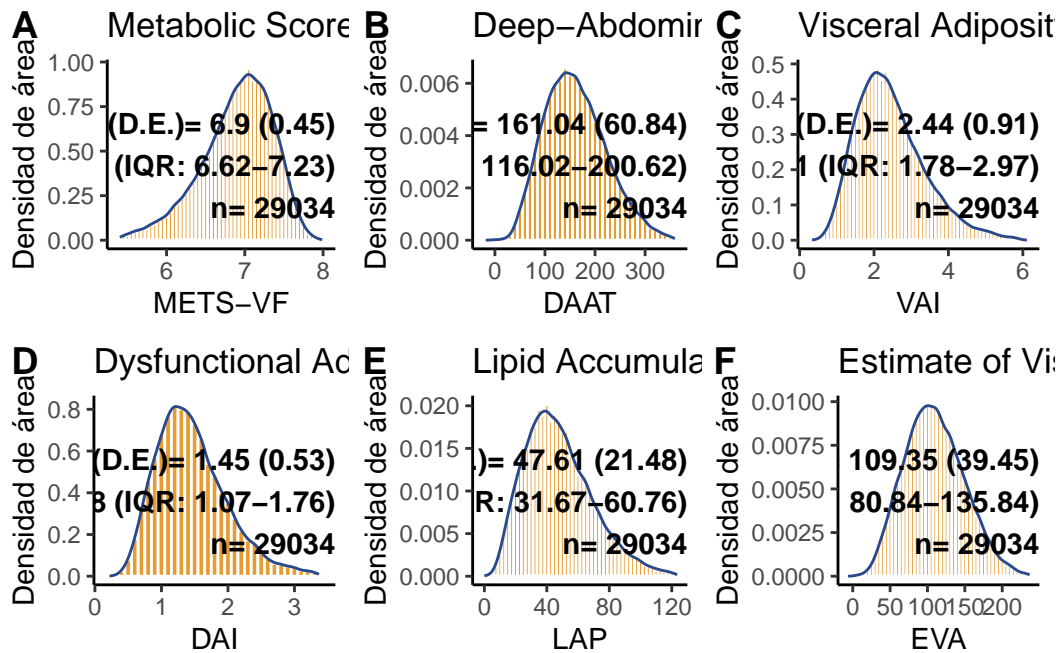 A Metabolic Score
Densidad de área
1.00
0.75
0.50
0.25
0.00
(D.E.)= 6.9 (0.45)
(IQR: 6.62–7.23)
n= 29034
6 7 8
METS–VF
B Deep–Abdomin
Densidad de área
0.006
0.004
0.002
0.000
= 161.04 (60.84)
116.02–200.62)
n= 29034
0 100 200 300
DAAT
C Visceral Adiposit
Densidad de área
0.5
0.4
0.3
0.2
0.1
0.0
(D.E.)= 2.44 (0.91)
1 (IQR: 1.78–2.97)
n= 29034
0 2 4 6
VAI
D Dysfunctional Ad
Densidad de área
0.8
0.6
0.4
0.2
0.0
(D.E.)= 1.45 (0.53)
8 (IQR: 1.07–1.76)
n= 29034
0 1 2 3
DAI
E Lipid Accumula
Densidad de área
0.020
0.015
0.010
0.005
0.000
.)= 47.61 (21.48)
R: 31.67–60.76)
n= 29034
0 40 80 120
LAP
F Estimate of Vis
Densidad de área
0.0100
0.0075
0.0050
0.0025
0.0000
109.35 (39.45)
80.84–135.84)
n= 29034
0 50 100 150 200
EVA